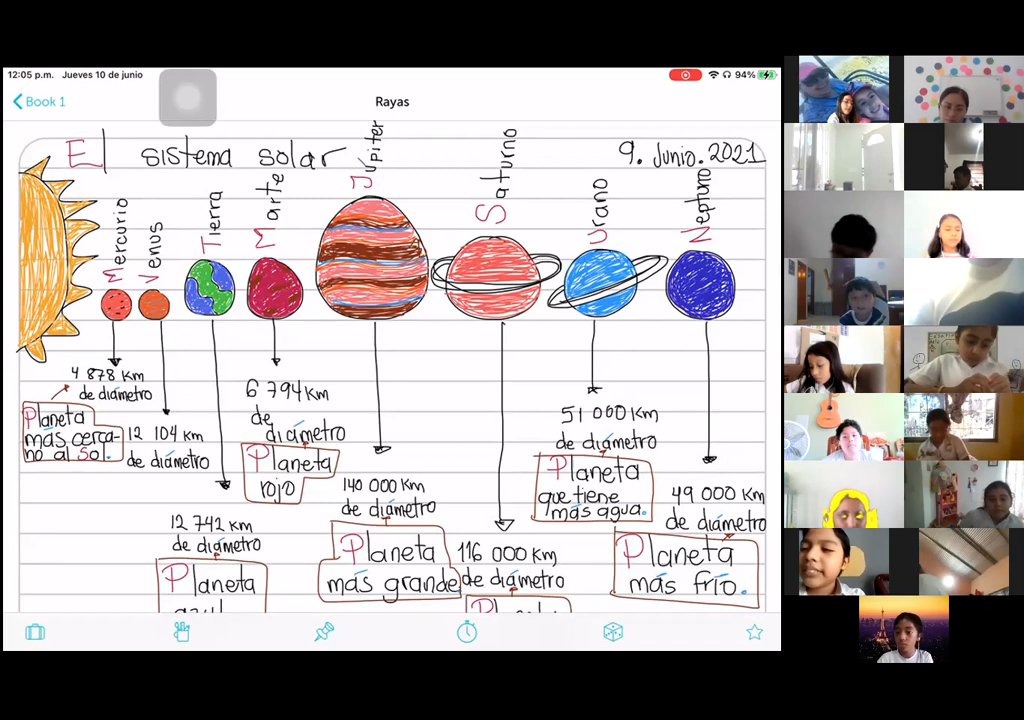 12:05 p.m. Jueves 10 de junio
94%
Book 1
Rayas
El sistema solar
9. Junio. 2021
Mercurio
Venus
Tierra
Marte
Júpiter
Saturno
Urano
Neptuno
4 878 Km
de diámetro
Planeta
más cerca-
no al Sol.
12 104 Km
de diámetro
12 742 Km
de diámetro
Planeta
azul
6 794 Km
de
diámetro
Planeta
rojo
140 000 Km
de diámetro
Planeta
más grande
116 000 Km
de diámetro
51 000 Km
de diámetro
Planeta
que tiene
más agua.
49 000 Km
de diámetro
Planeta
más frío.